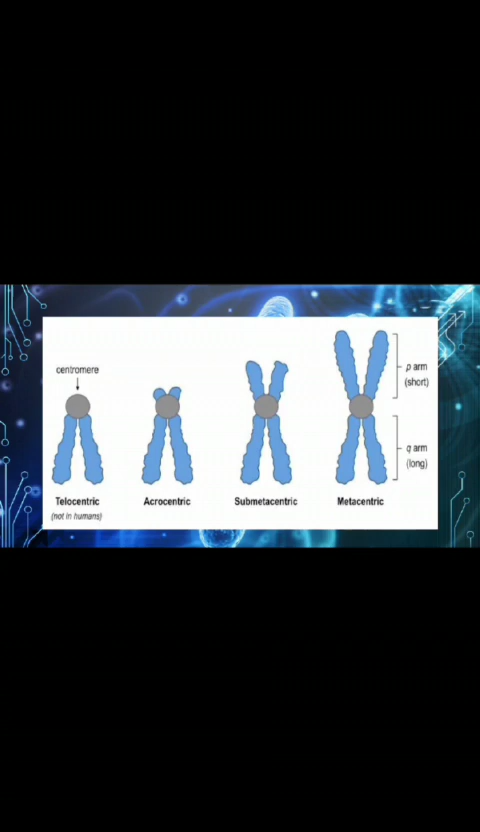 centromere
p arm
(short)
q arm
(long)
Telocentric
(not in humans)
Acrocentric
Submetacentric
Metacentric